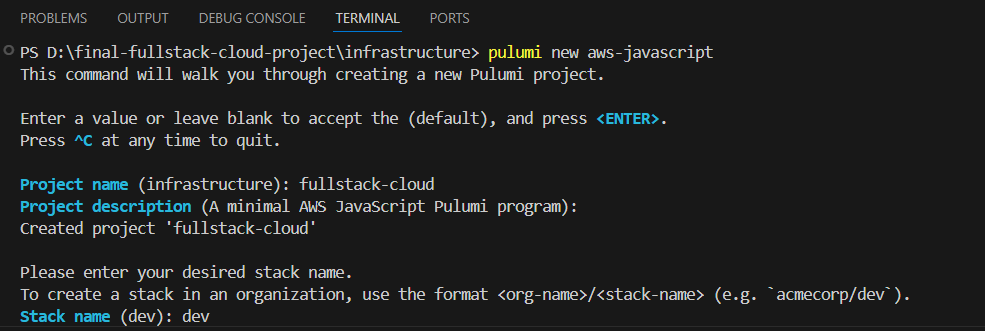 PROBLEMS OUTPUT DEBUG CONSOLE TERMINAL PORTS
PS D:\final-fullstack-cloud-project\infrastructure> pulumi new aws-javascript
This command will walk you through creating a new Pulumi project.
Enter a value or leave blank to accept the (default), and press <ENTER>.
Press ^C at any time to quit.
Project name (infrastructure): fullstack-cloud
Project description (A minimal AWS JavaScript Pulumi program):
Created project 'fullstack-cloud'
Please enter your desired stack name.
To create a stack in an organization, use the format <org-name>/<stack-name> (e.g. `acmecorp/dev`).
Stack name (dev): dev